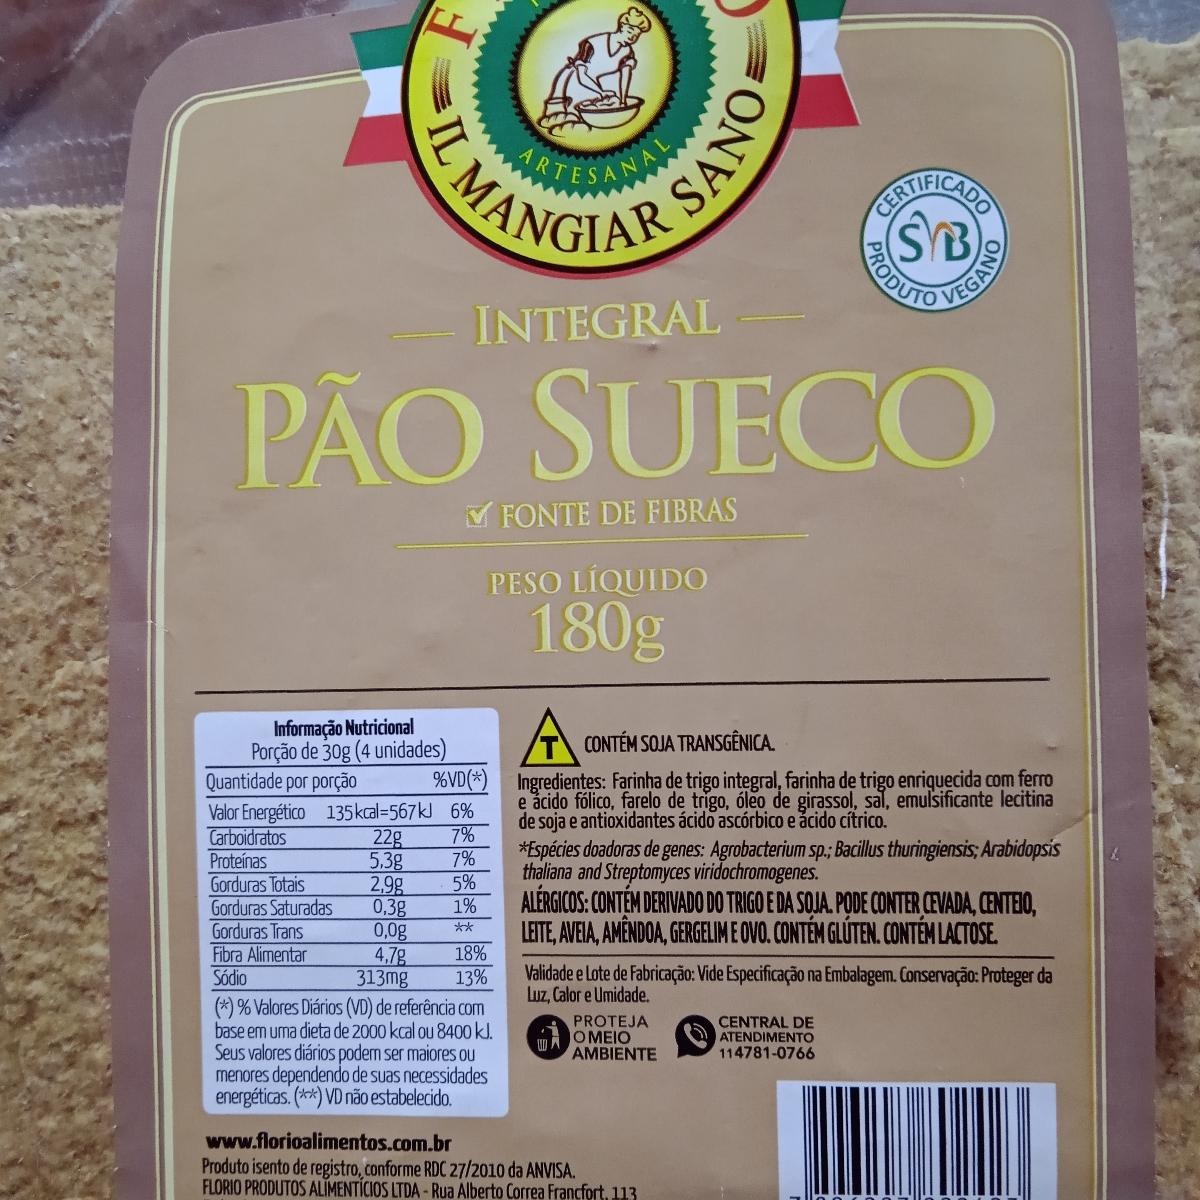 IL MANGIAR SANO
ARTESANAL
CERTIFICADO
SVB
PRODUTO VEGANO
INTEGRAL
PÃO SUECO
FONTE DE FIBRAS
PESO LÍQUIDO
180g
Informação Nutricional
Porção de 30g (4 unidades)
Quantidade por porção %VD(*)
Valor Energético 135kcal=567kJ 6%
Carboidratos 22g 7%
Proteínas 5,3g 7%
Gorduras Totais 2,9g 5%
Gorduras Saturadas 0,3g 1%
Gorduras Trans 0,0g **
Fibra Alimentar 4,7g 18%
Sódio 313mg 13%
(*) % Valores Diários (VD) de referência com
base em uma dieta de 2000 kcal ou 8400 kJ.
Seus valores diários podem ser maiores ou
menores dependendo de suas necessidades
energéticas. (**) VD não estabelecido.
T CONTÉM SOJA TRANSGÊNICA.
Ingredientes: Farinha de trigo integral, farinha de trigo enriquecida com ferro
e ácido fólico, farelo de trigo, óleo de girassol, sal, emulsificante lecitina
de soja e antioxidantes ácido ascórbico e ácido cítrico.
*Espécies doadoras de genes: Agrobacterium sp.; Bacillus thuringiensis; Arabidopsis
thaliana and Streptomyces viridochromogenes.
ALÉRGICOS: CONTÉM DERIVADO DO TRIGO E DA SOJA. PODE CONTER CEVADA, CENTEIO,
LEITE, AVEIA, AMÊNDOA, GERGELIM E OVO. CONTÉM GLÚTEN. CONTÉM LACTOSE.
Validade e Lote de Fabricação: Vide Especificação na Embalagem. Conservação: Proteger da
Luz, Calor e Umidade.
PROTEJA
O MEIO
AMBIENTE
CENTRAL DE
ATENDIMENTO
114781-0766
www.florioalimentos.com.br
Produto isento de registro, conforme RDC 27/2010 da ANVISA.
FLORIO PRODUTOS ALIMENTÍCIOS LTDA - Rua Alberto Correa Francfort, 113